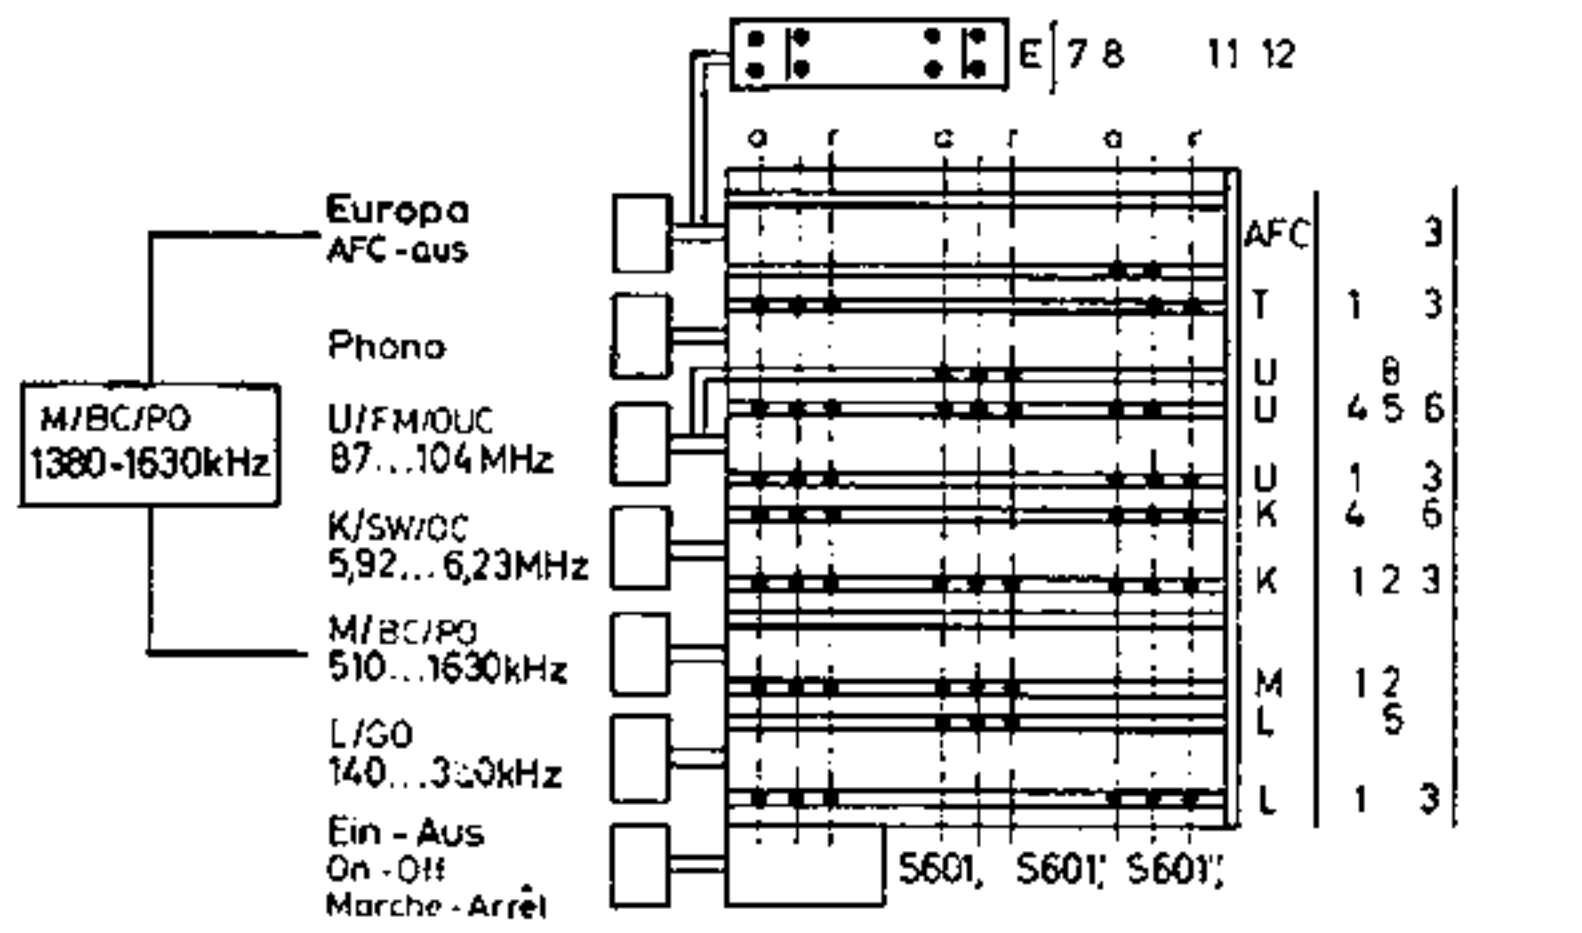 E 7 8 11 12
a r a r a r
Europa
AFC-aus
AFC 3
T 1 3
Phono
U 8
M/BC/PO
1380-1630kHz
U/FM/OUC
87...104MHz
U 4 5 6
U 1 3
K/SW/OC
5,92...6,23MHz
K 4 6
K 1 2 3
M/BC/PO
510...1630kHz
M 1 2
L 5
L/GO
L 1 3
Ein-Aus
On-Off
Marche-Arrêt
S601, S601', S601",